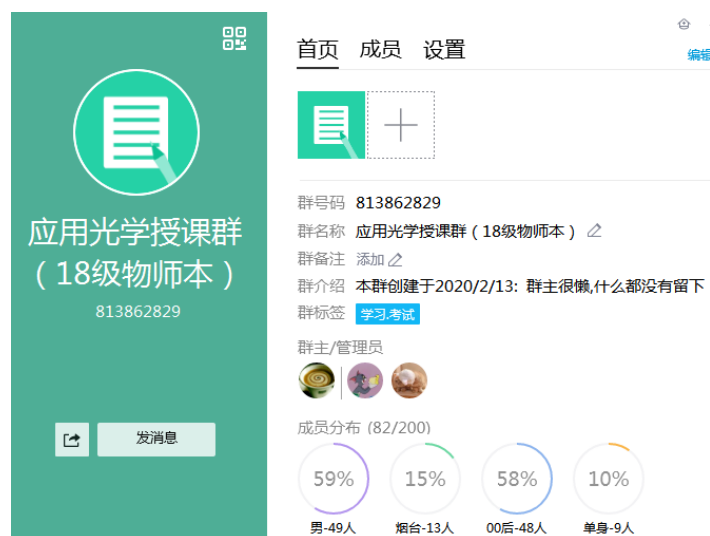 应用光学授课群
（18级物师本）
813862829
发消息
首页 成员 设置
群号码 813862829
群名称 应用光学授课群（18级物师本）
群备注 添加
群介绍 本群创建于2020/2/13: 群主很懒,什么都没有留下
群标签 学习.考试
群主/管理员
成员分布 (82/200)
59% 15% 58% 10%
男-49人 烟台-13人 00后-48人 单身-9人